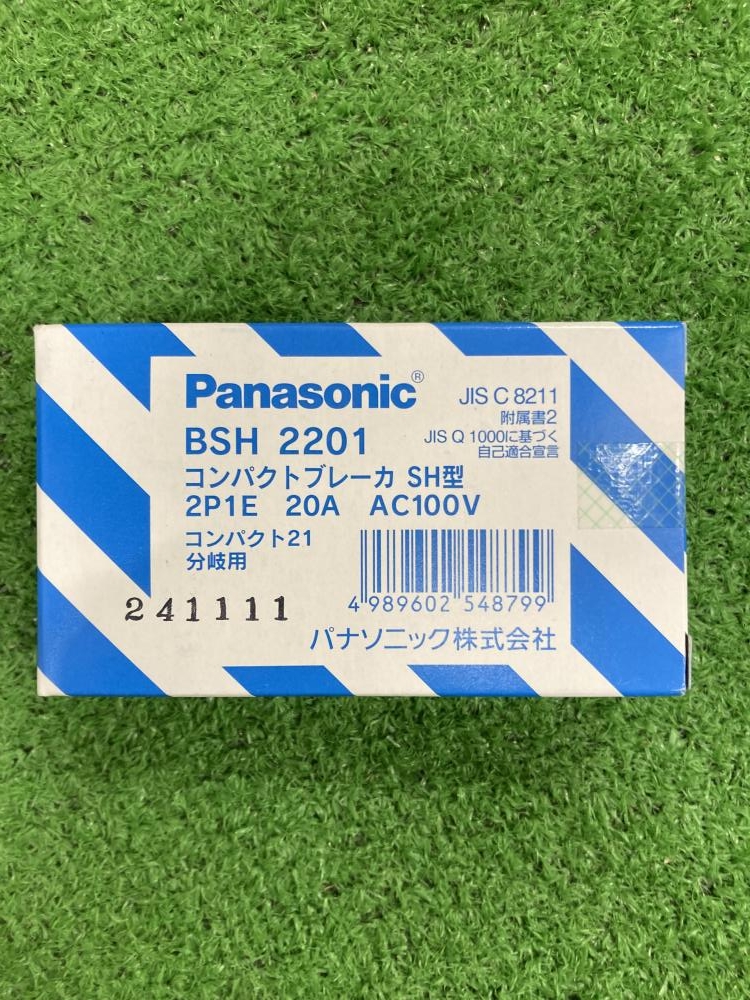 Panasonic®
JIS C 8211
附属書2
JIS Q 1000に基づく
自己適合宣言
BSH 2201
コンパクトブレーカ SH型
2P1E 20A AC100V
コンパクト21
分岐用
241111
4 989602 548799
パナソニック株式会社